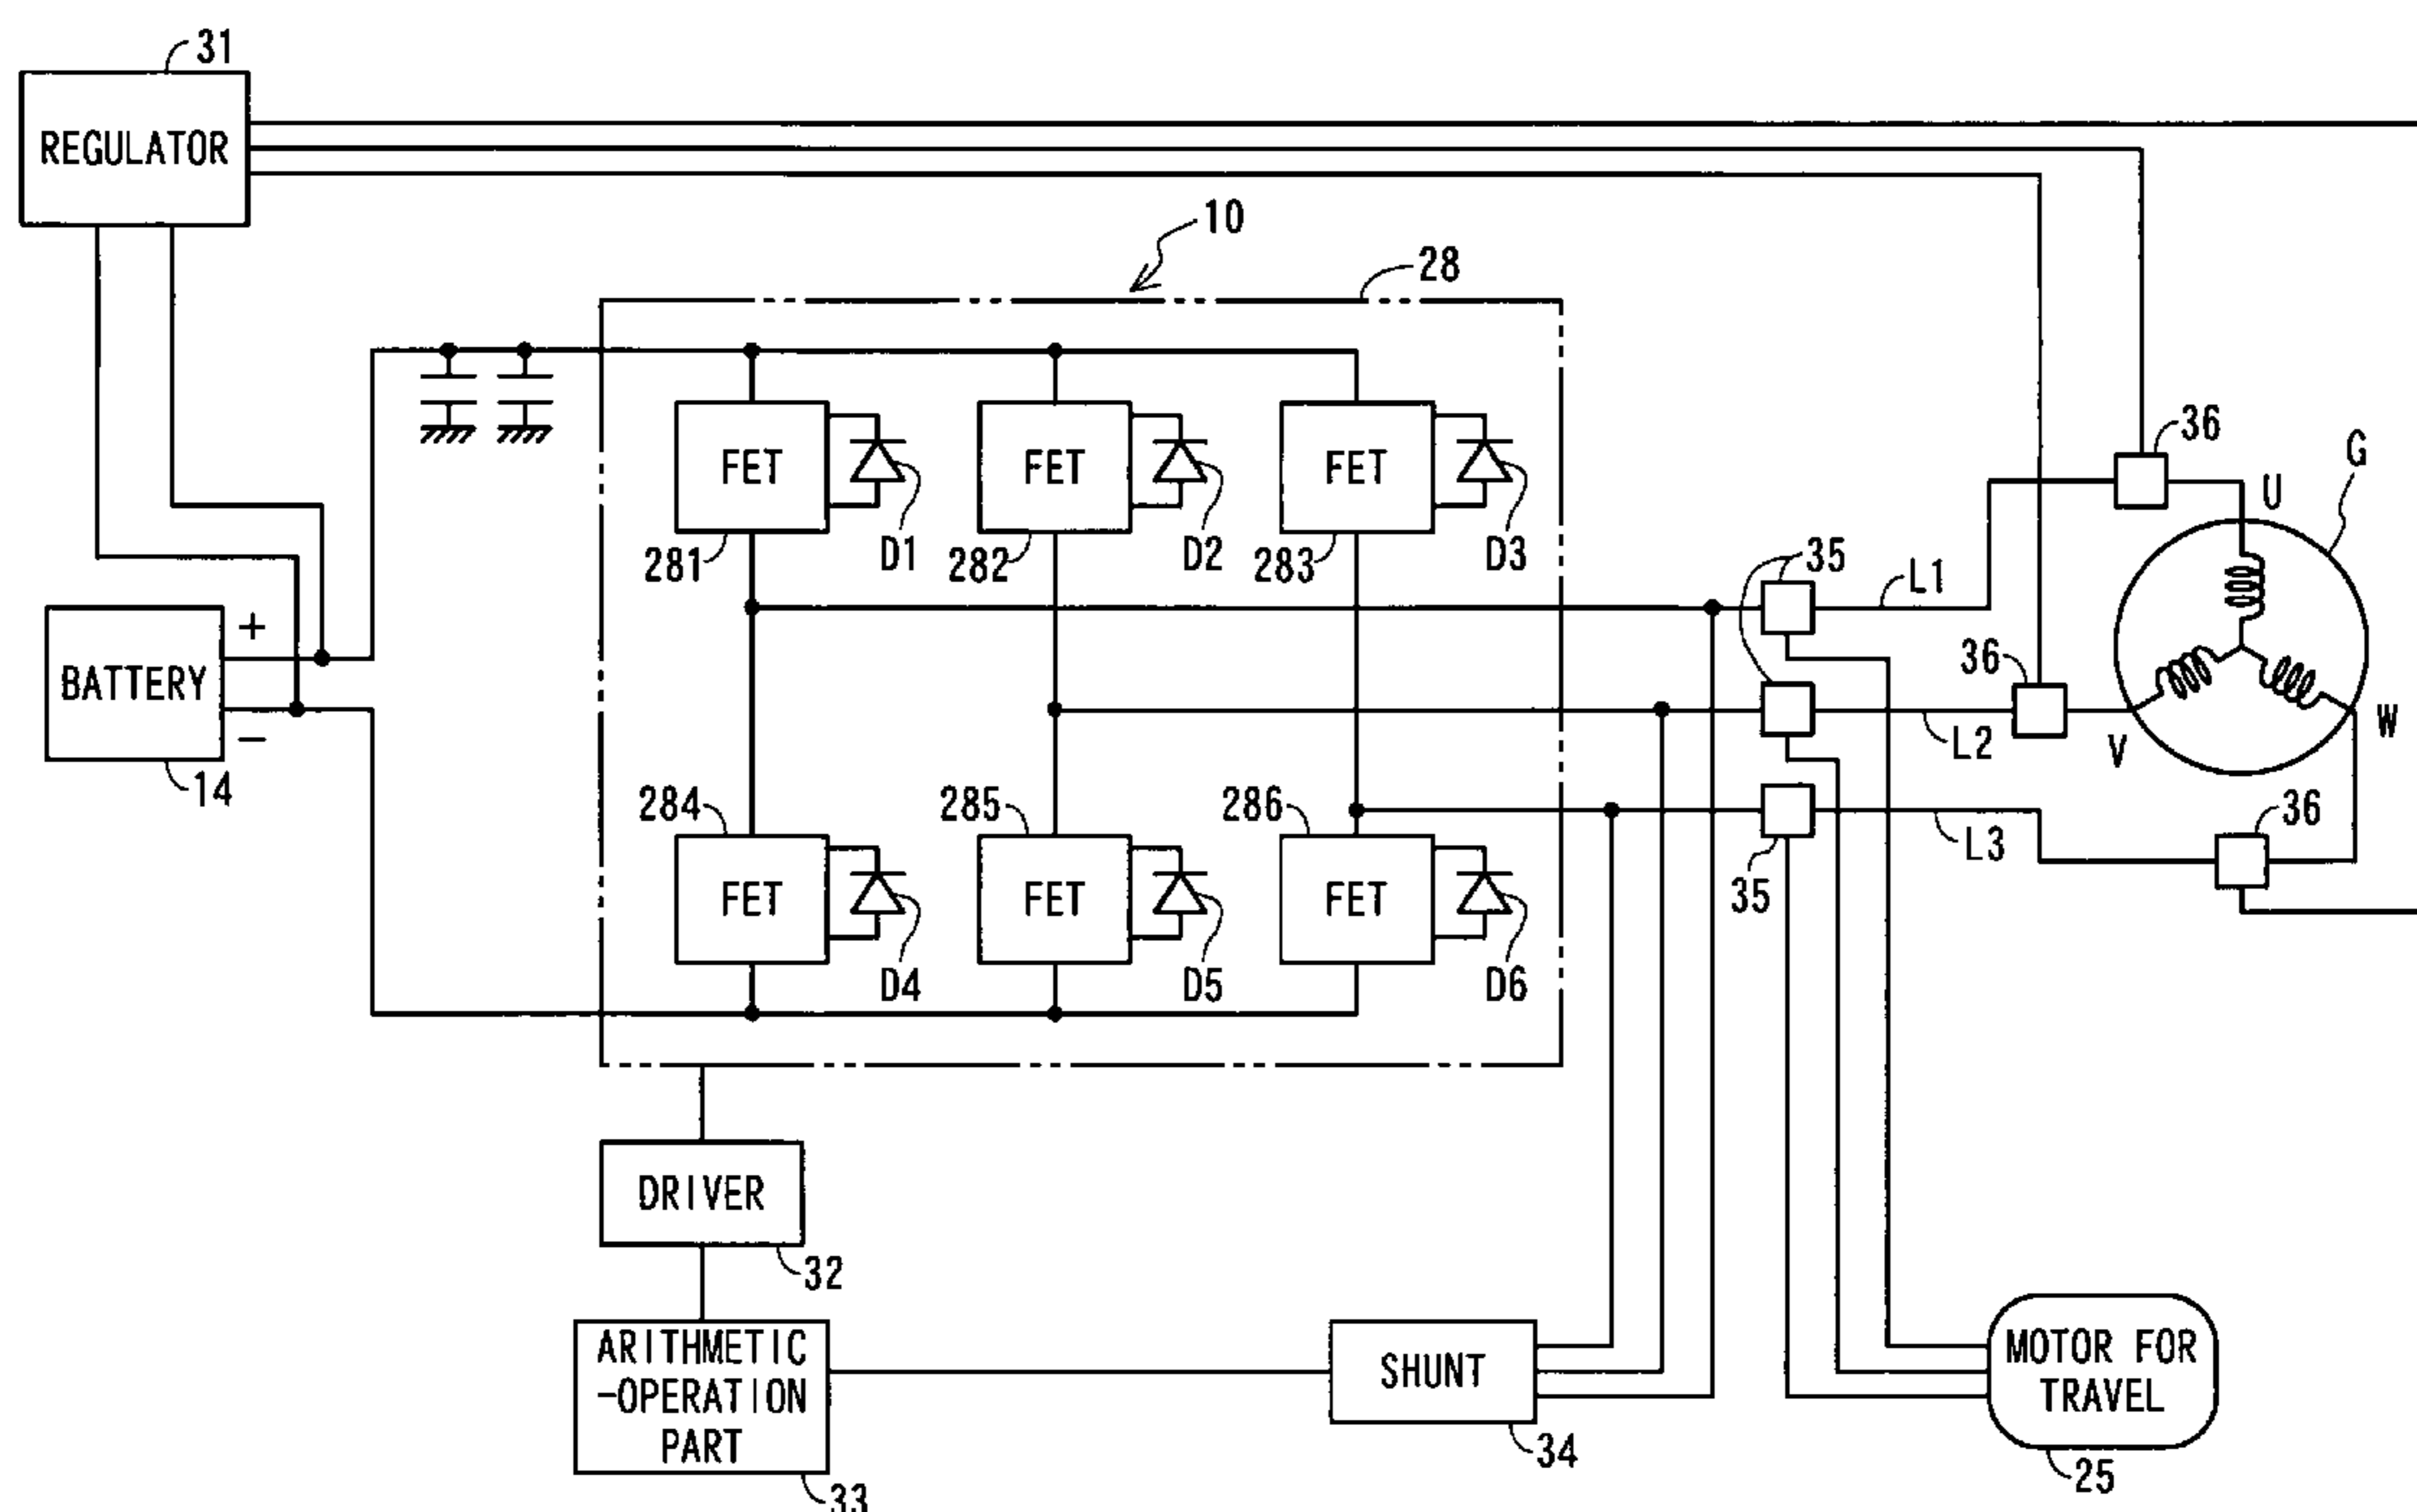 31
REGULATOR
10
28
36
G
U
FET
FET
FET
281
D1
282
D2
283
D3
35
L1
+
BATTERY
36
−
14
V
L2
W
284
285
286
35
L3
36
FET
FET
FET
D4
D5
D6
DRIVER
32
ARITHMETIC
-OPERATION
PART
33
SHUNT
34
MOTOR FOR
TRAVEL
25